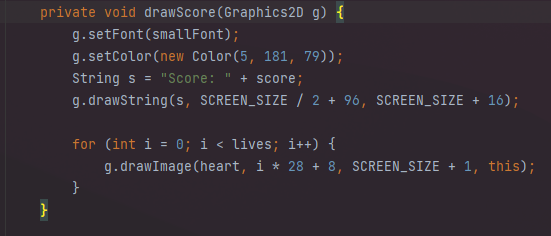 private void drawScore(Graphics2D g) {
    g.setFont(smallFont);
    g.setColor(new Color(5, 181, 79));
    String s = "Score: " + score;
    g.drawString(s, SCREEN_SIZE / 2 + 96, SCREEN_SIZE + 16);

    for (int i = 0; i < lives; i++) {
        g.drawImage(heart, i * 28 + 8, SCREEN_SIZE + 1, this);
    }
}